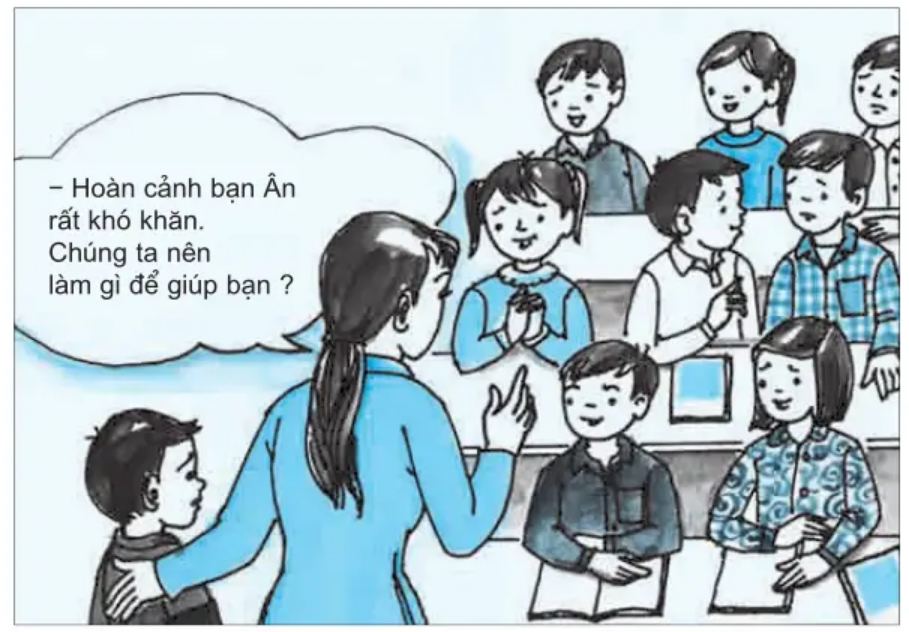 – Hoàn cảnh bạn Ân
rất khó khăn.
Chúng ta nên
làm gì để giúp bạn ?